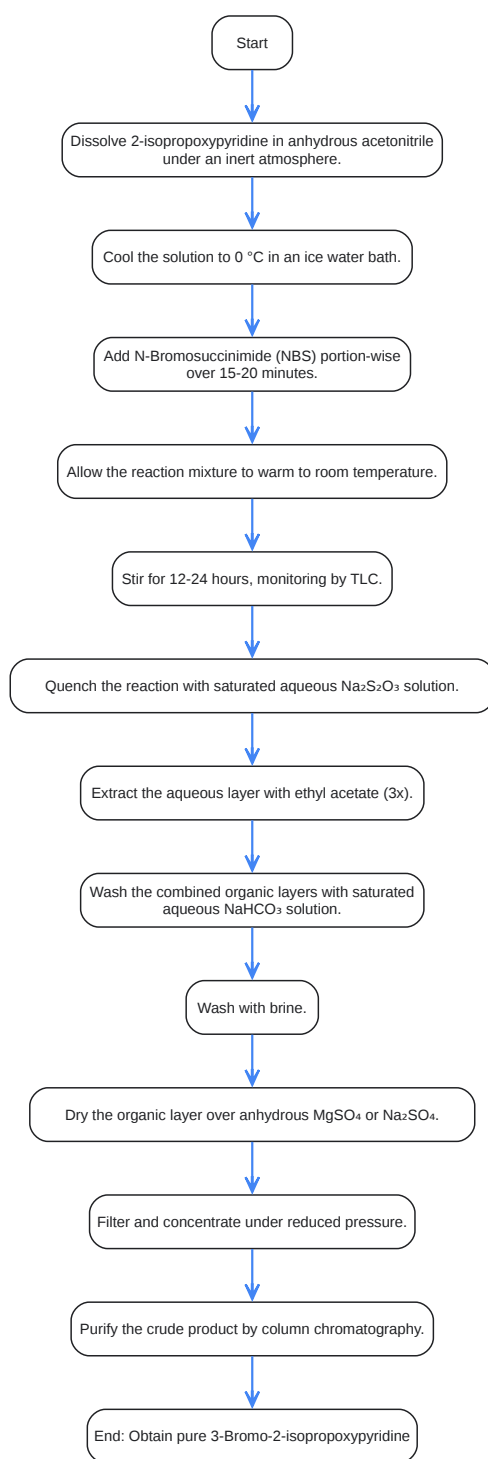 Start
Dissolve 2-isopropoxypyridine in anhydrous acetonitrile
under an inert atmosphere.
Cool the solution to 0 °C in an ice water bath.
Add N-Bromosuccinimide (NBS) portion-wise
over 15-20 minutes.
Allow the reaction mixture to warm to room temperature.
Stir for 12-24 hours, monitoring by TLC.
Quench the reaction with saturated aqueous Na₂S₂O₃ solution.
Extract the aqueous layer with ethyl acetate (3x).
Wash the combined organic layers with saturated
aqueous NaHCO₃ solution.
Wash with brine.
Dry the organic layer over anhydrous MgSO₄ or Na₂SO₄.
Filter and concentrate under reduced pressure.
Purify the crude product by column chromatography.
End: Obtain pure 3-Bromo-2-isopropoxypyridine